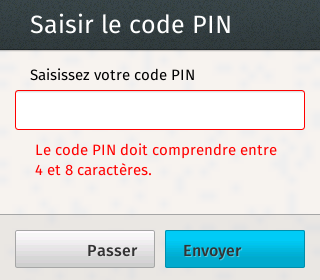 Saisir le code PIN
Saisissez votre code PIN
Le code PIN doit comprendre entre
4 et 8 caractères.
Passer
Envoyer